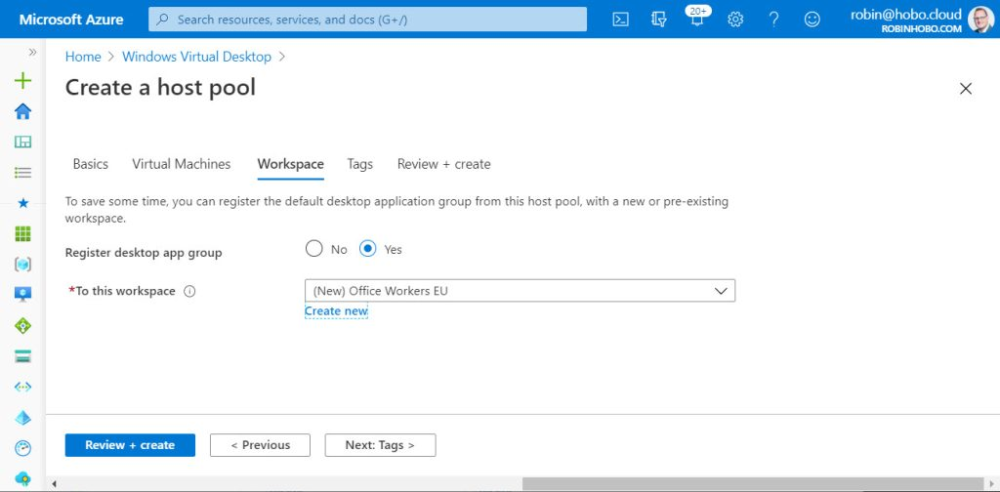 Microsoft Azure
Search resources, services, and docs (G+/)
20+
robin@hobo.cloud
ROBINHOBO.COM
Home > Windows Virtual Desktop >
Create a host pool
Basics Virtual Machines Workspace Tags Review + create
To save some time, you can register the default desktop application group from this host pool, with a new or pre-existing
workspace.
Register desktop app group No Yes
*To this workspace (New) Office Workers EU
Create new
Review + create < Previous Next: Tags >